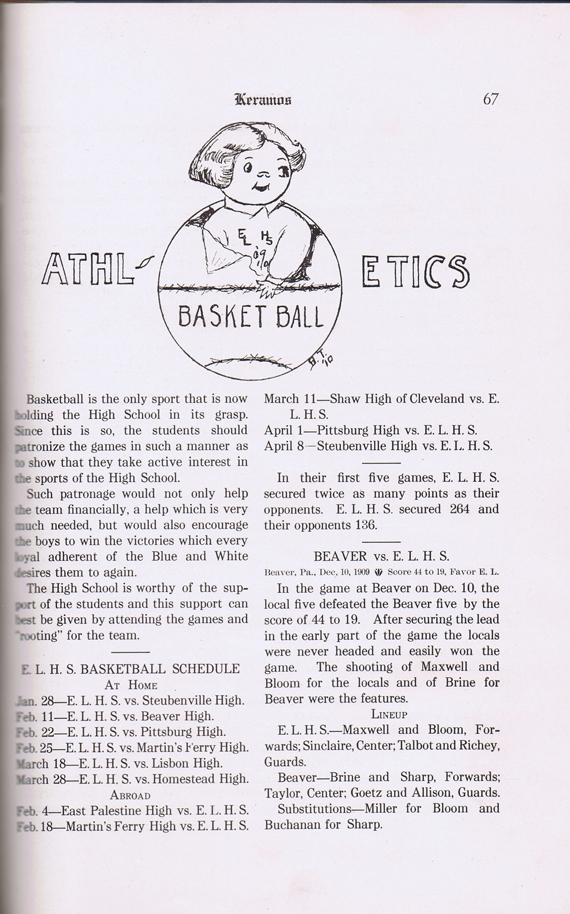 Keramos 67
ATHL-
ETICS
E L H S
'09
'10
BASKET BALL
B.T.
'10
Basketball is the only sport that is now
holding the High School in its grasp.
Since this is so, the students should
patronize the games in such a manner as
to show that they take active interest in
the sports of the High School.
Such patronage would not only help
the team financially, a help which is very
much needed, but would also encourage
the boys to win the victories which every
loyal adherent of the Blue and White
desires them to again.
The High School is worthy of the sup-
port of the students and this support can
best be given by attending the games and
"rooting" for the team.
E. L. H. S. BASKETBALL SCHEDULE
At Home
Jan. 28—E. L. H. S. vs. Steubenville High.
Feb. 11—E. L. H. S. vs. Beaver High.
Feb. 22—E. L. H. S. vs. Pittsburg High.
Feb. 25—E. L. H. S. vs. Martin's Ferry High.
March 18—E. L. H. S. vs. Lisbon High.
March 28—E. L. H. S. vs. Homestead High.
Abroad
Feb. 4—East Palestine High vs. E. L. H. S.
Feb. 18—Martin's Ferry High vs. E. L. H. S.
March 11—Shaw High of Cleveland vs. E.
L. H. S.
April 1—Pittsburg High vs. E. L. H. S.
April 8—Steubenville High vs. E. L. H. S.
In their first five games, E. L. H. S.
secured twice as many points as their
opponents. E. L. H. S. secured 264 and
their opponents 136.
BEAVER vs. E. L. H. S.
Beaver, Pa., Dec, 10, 1909 Score 44 to 19, Favor E. L.
In the game at Beaver on Dec. 10, the
local five defeated the Beaver five by the
score of 44 to 19. After securing the lead
in the early part of the game the locals
were never headed and easily won the
game. The shooting of Maxwell and
Bloom for the locals and of Brine for
Beaver were the features.
Lineup
E. L. H. S.—Maxwell and Bloom, For-
wards; Sinclaire, Center; Talbot and Richey,
Guards.
Beaver—Brine and Sharp, Forwards;
Taylor, Center; Goetz and Allison, Guards.
Substitutions—Miller for Bloom and
Buchanan for Sharp.